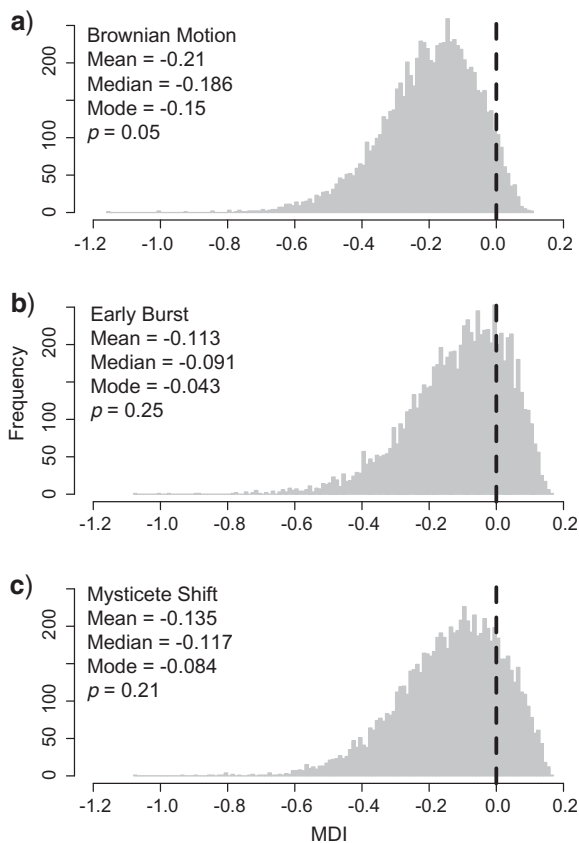 a)
Brownian Motion
Mean = -0.21
Median = -0.186
Mode = -0.15
p = 0.05
200
100
50
0
-1.2 -1.0 -0.8 -0.6 -0.4 -0.2 0.0 0.2
b)
Early Burst
Mean = -0.113
Median = -0.091
Mode = -0.043
p = 0.25
Frequency
200
100
50
0
-1.2 -1.0 -0.8 -0.6 -0.4 -0.2 0.0 0.2
c)
Mysticete Shift
Mean = -0.135
Median = -0.117
Mode = -0.084
p = 0.21
200
100
50
0
-1.2 -1.0 -0.8 -0.6 -0.4 -0.2 0.0 0.2
MDI